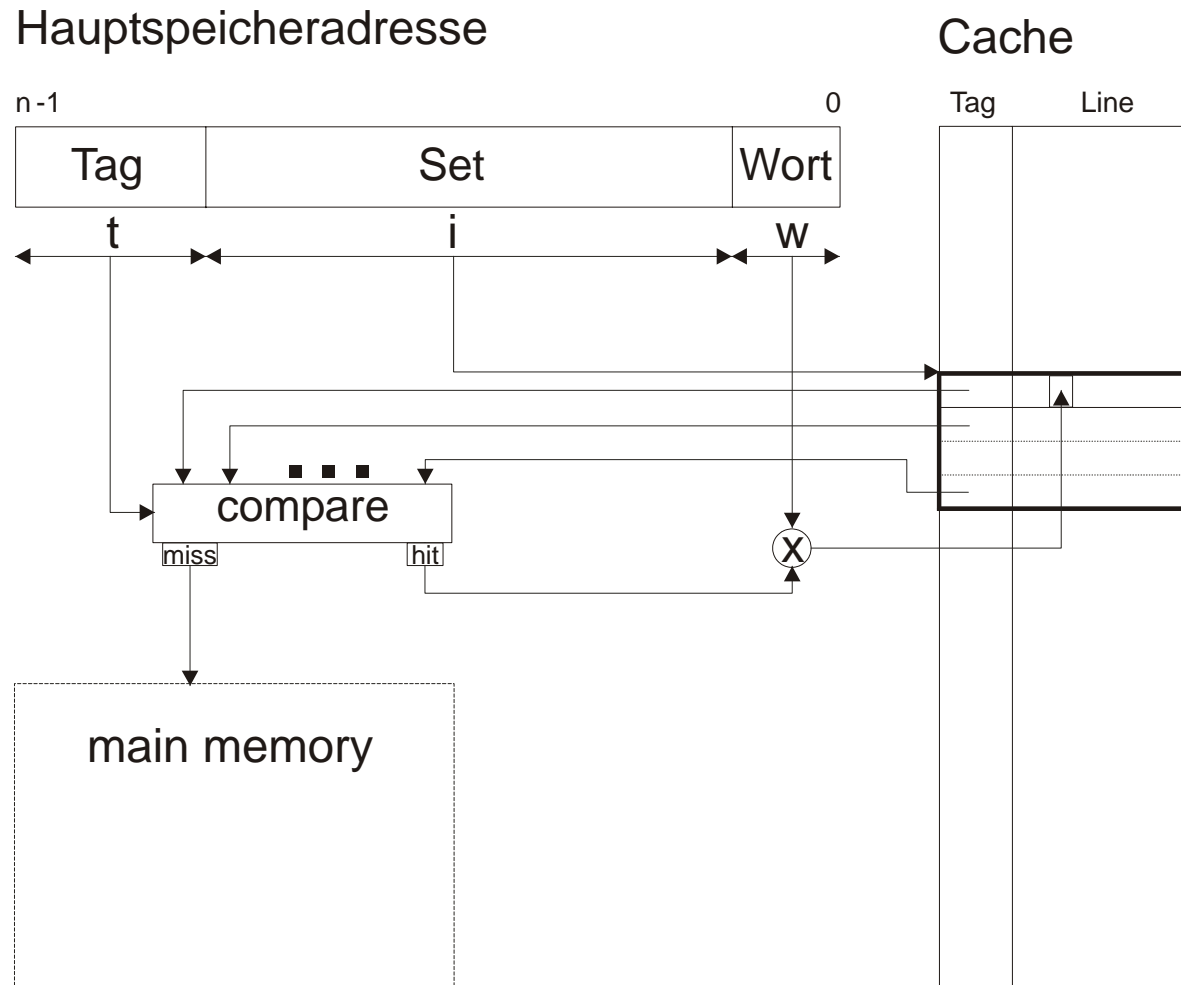 Hauptspeicheradresse
Cache
n -1
0
Tag
Line
Tag
Set
Wort
t
i
w
compare
miss
hit
x
main memory